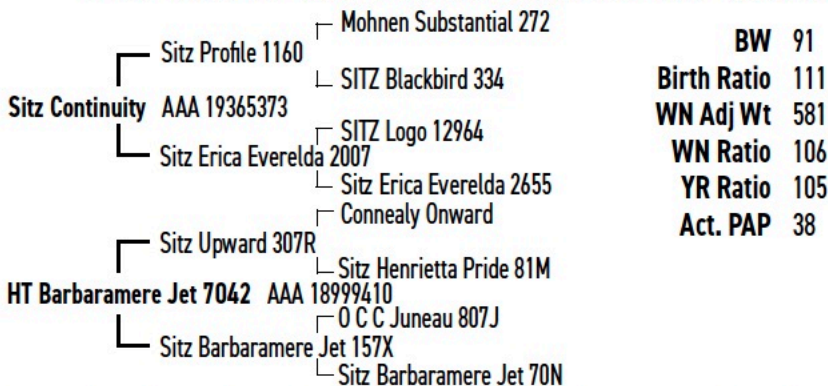 Mohnen Substantial 272
Sitz Profile 1160
SITZ Blackbird 334
Sitz Continuity AAA 19365373
SITZ Logo 12964
Sitz Erica Everelda 2007
Sitz Erica Everelda 2655
Connealy Onward
Sitz Upward 307R
Sitz Henrietta Pride 81M
HT Barbaramere Jet 7042 AAA 18999410
O C C Juneau 807J
Sitz Barbaramere Jet 157X
Sitz Barbaramere Jet 70N
BW 91
Birth Ratio 111
WN Adj Wt 581
WN Ratio 106
YR Ratio 105
Act. PAP 38